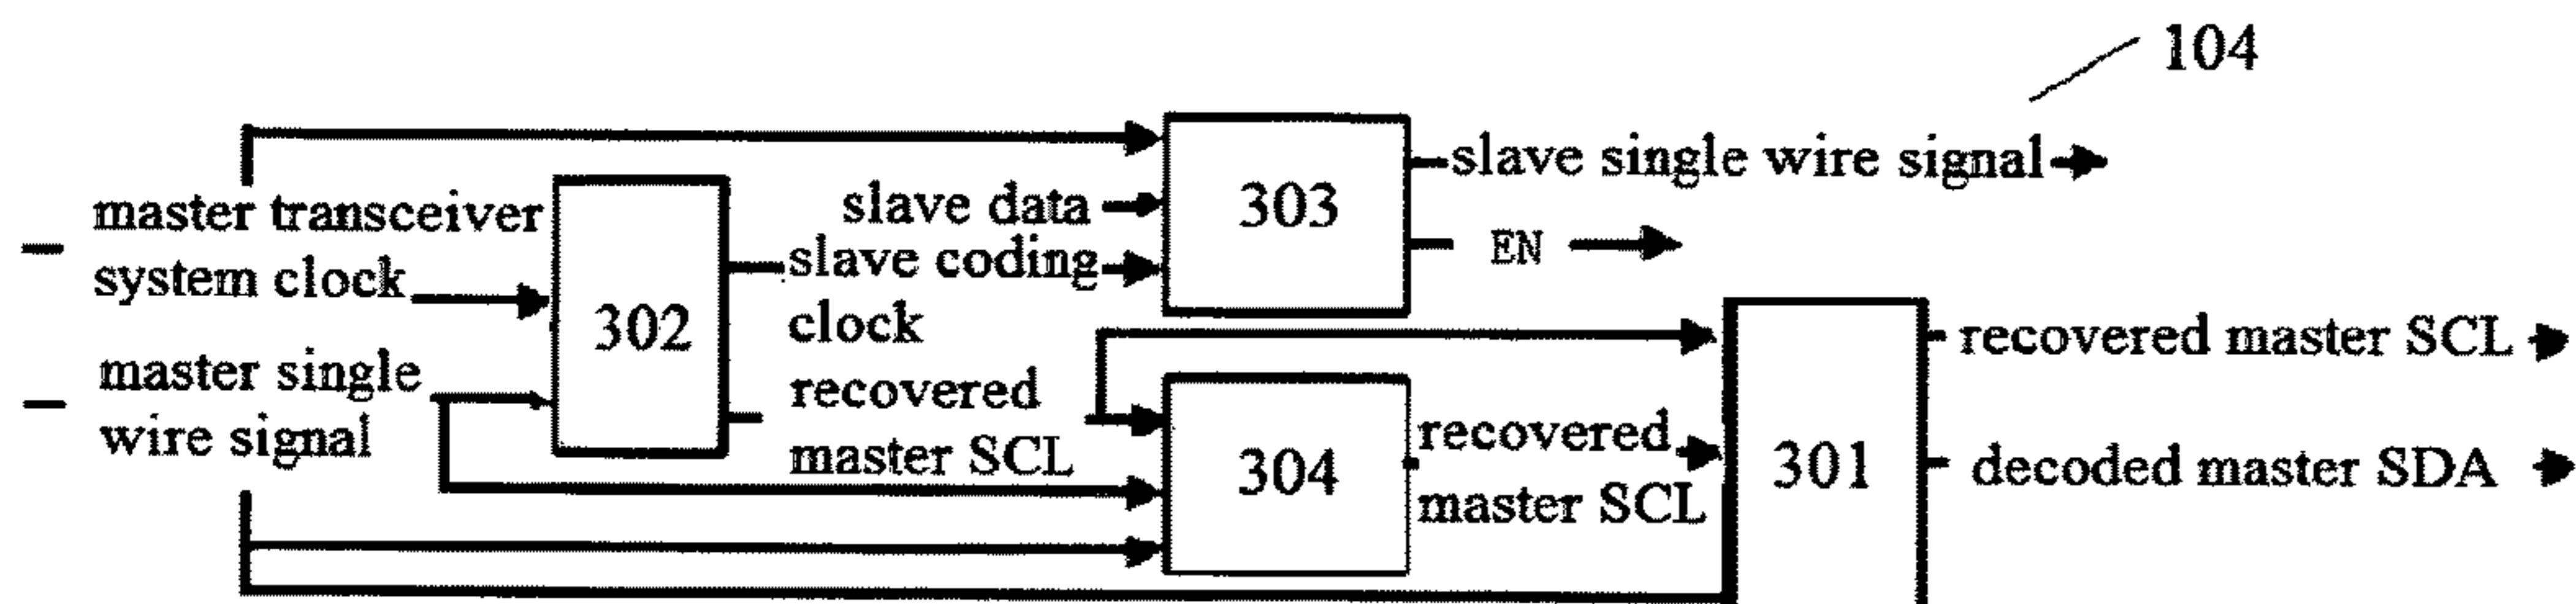 104
master transceiver
system clock
master single
wire signal
302
slave data
slave coding
clock
recovered
master SCL
303
slave single wire signal
EN
304
recovered
master SCL
301
recovered master SCL
decoded master SDA